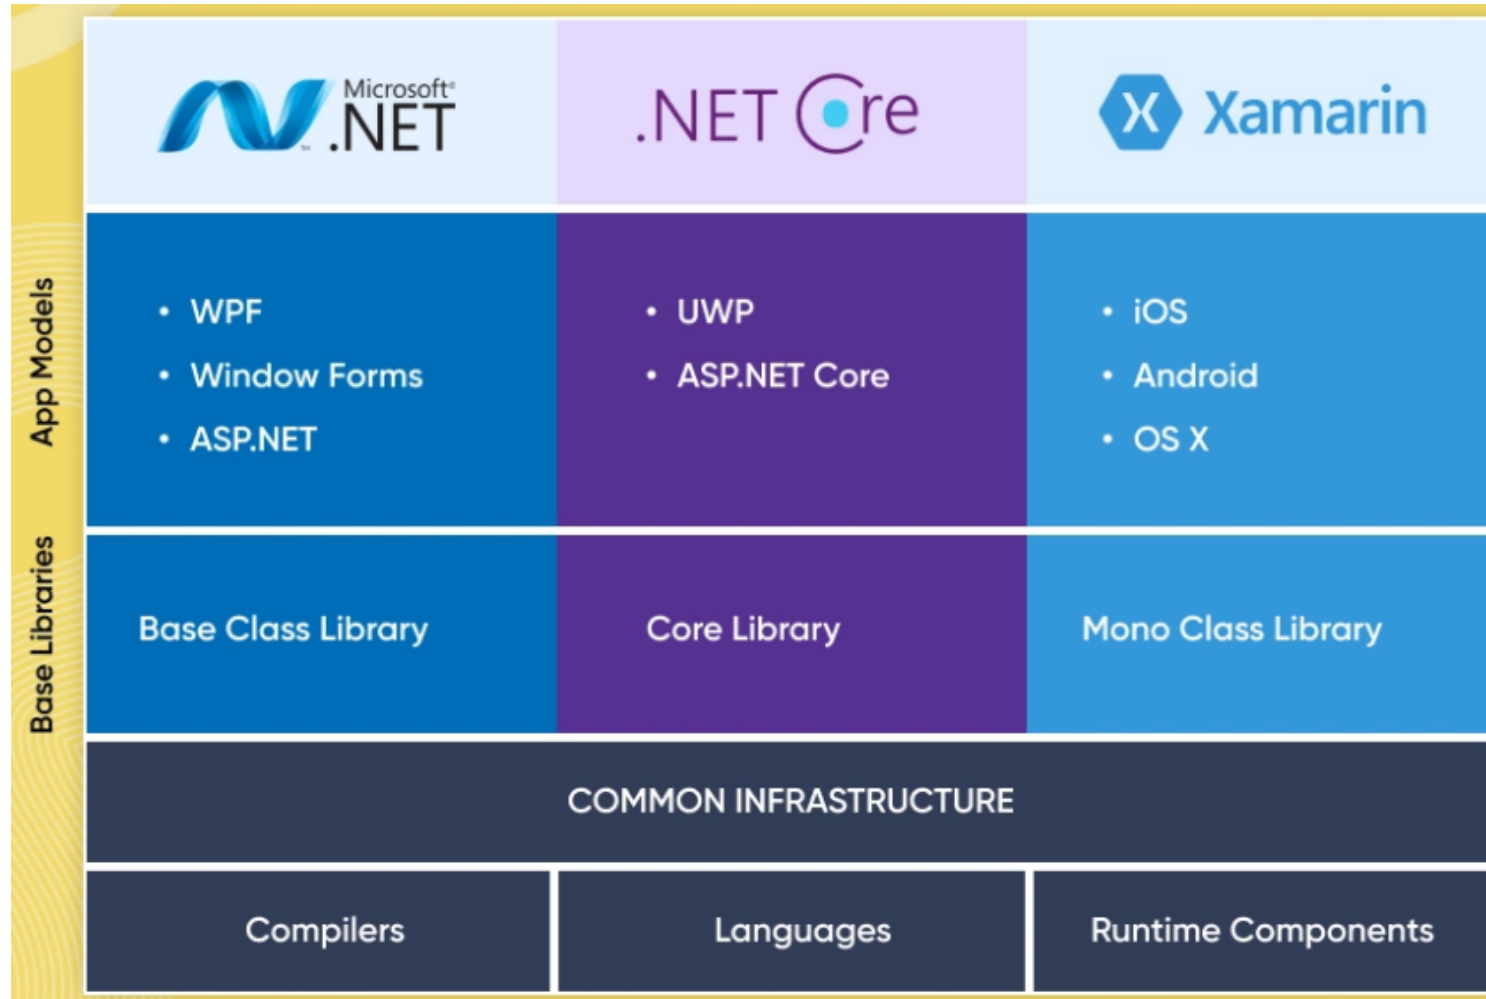 Microsoft®
.NET
™
.NET Core
X Xamarin
App Models
• WPF
• Window Forms
• ASP.NET
• UWP
• ASP.NET Core
• iOS
• Android
• OS X
Base Libraries
Base Class Library
Core Library
Mono Class Library
COMMON INFRASTRUCTURE
Compilers
Languages
Runtime Components